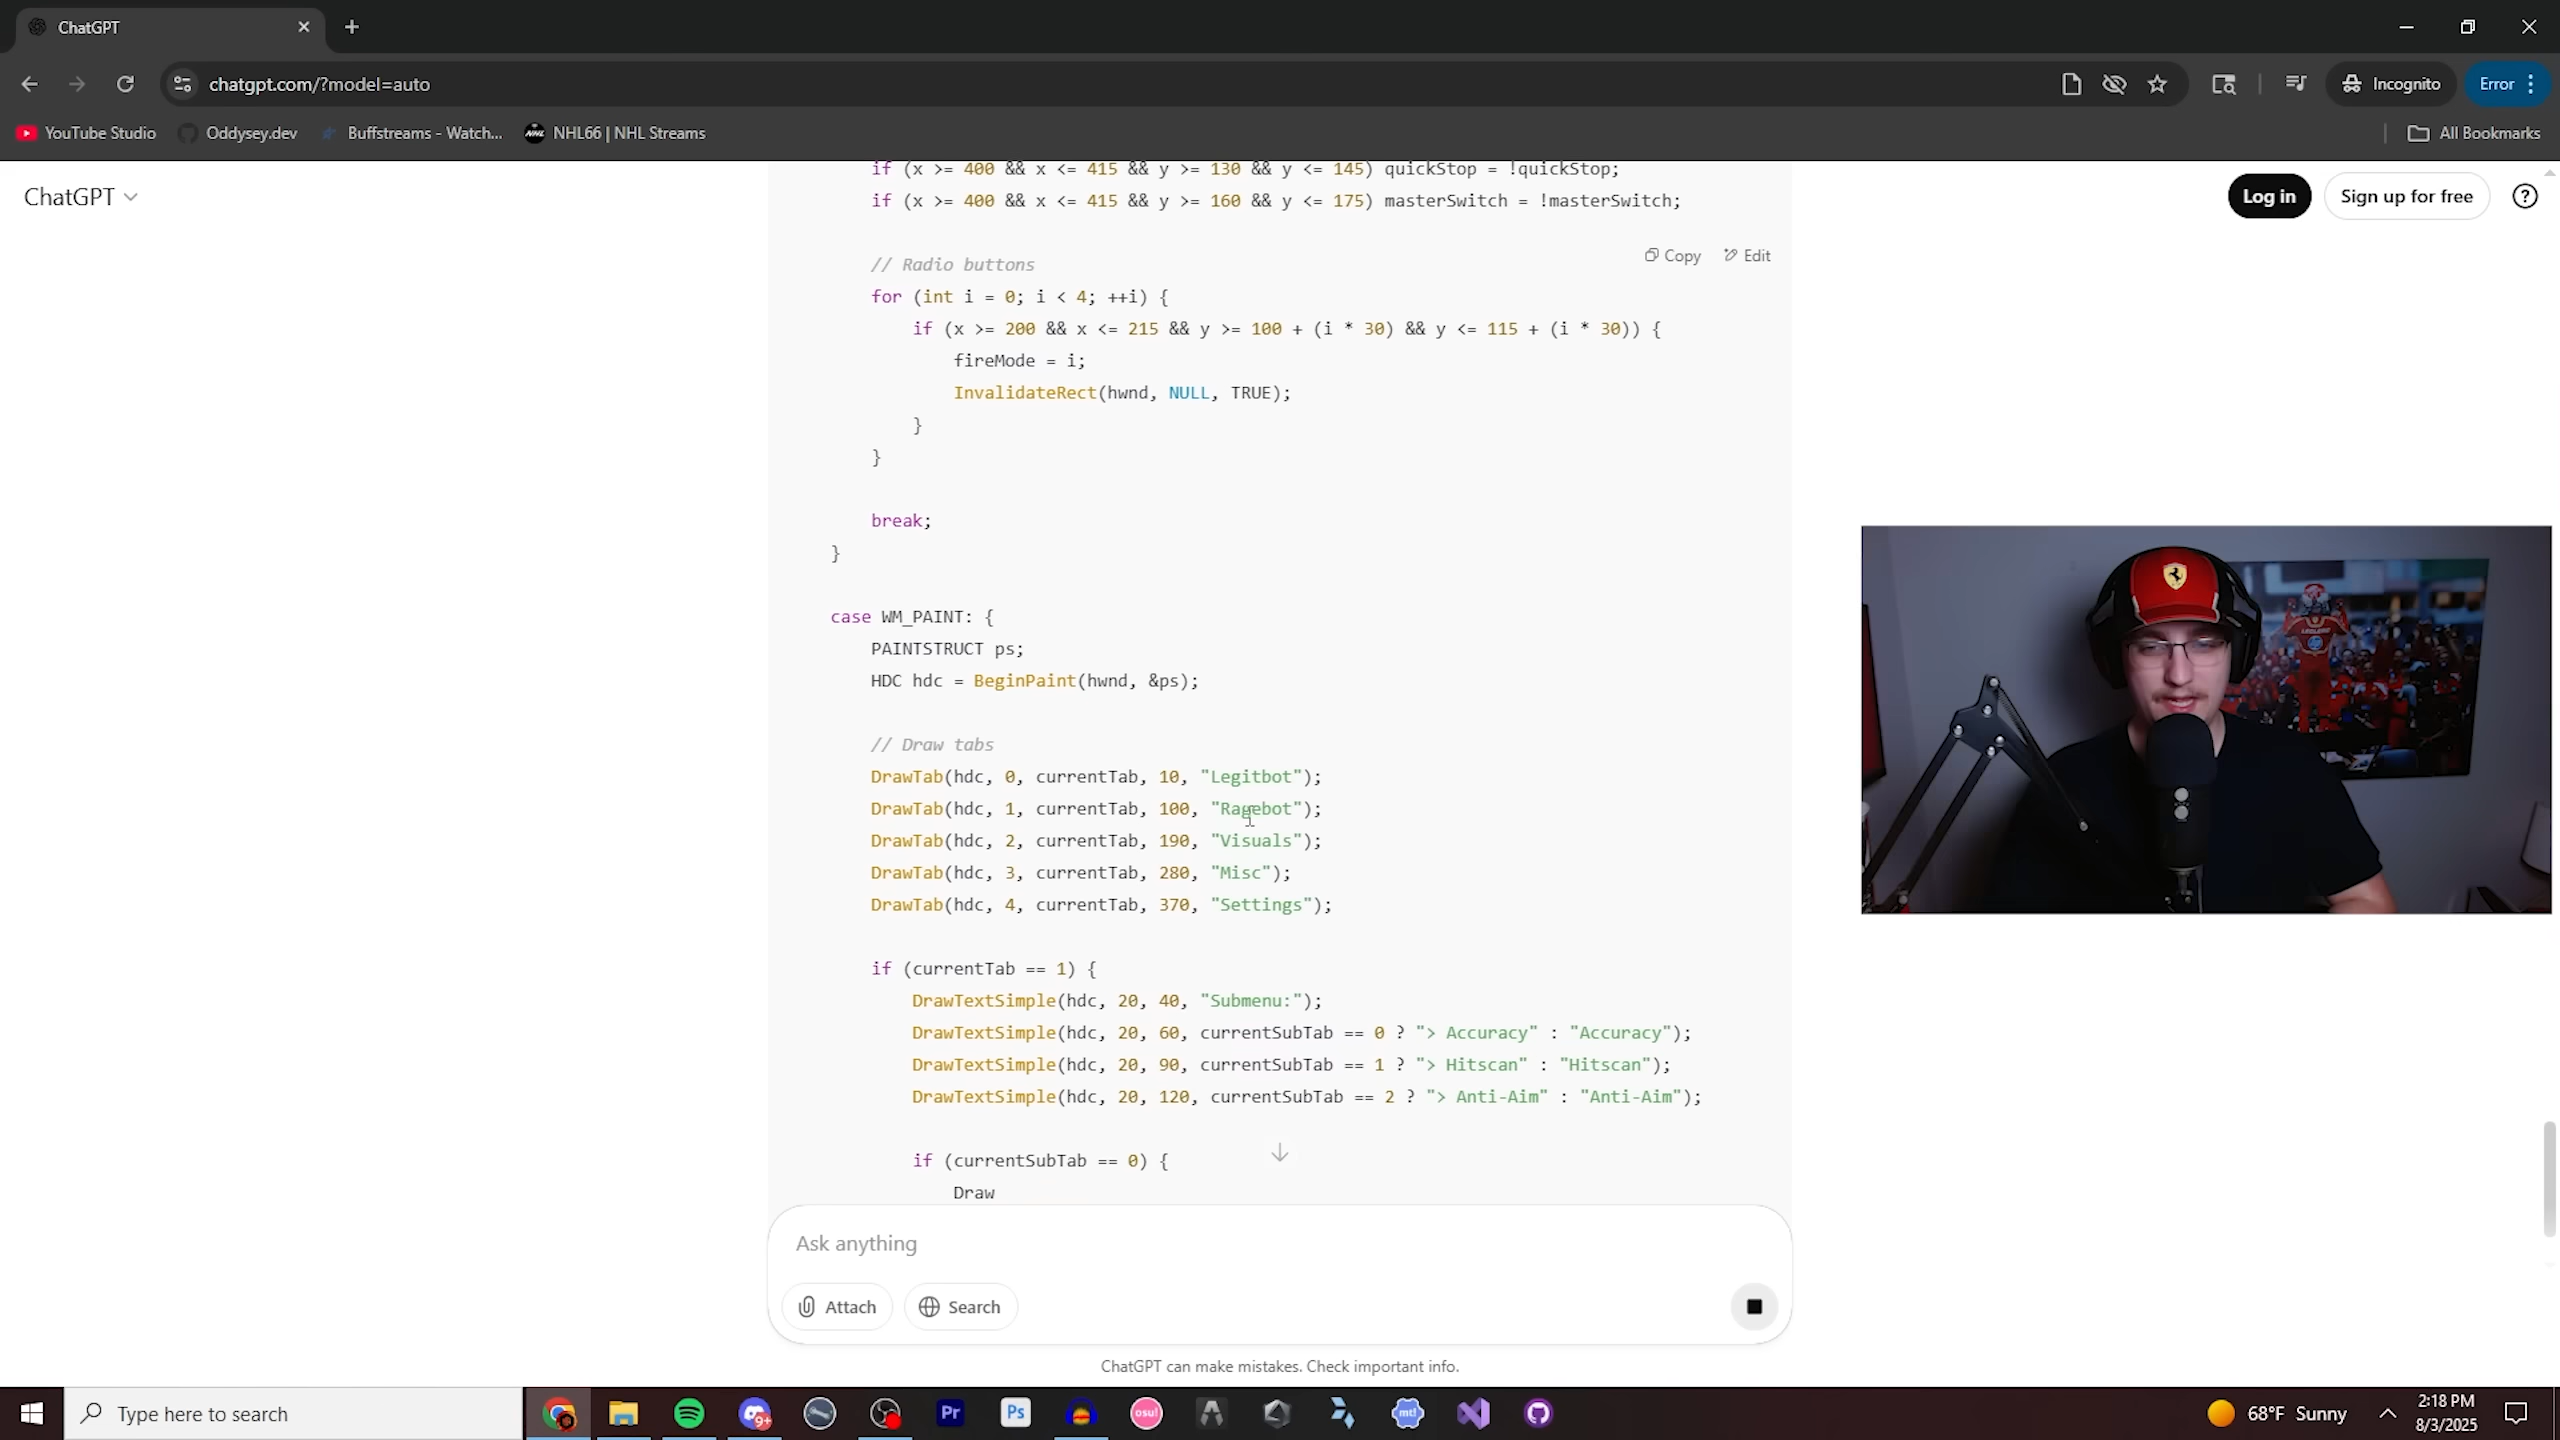 ChatGPT
chatgpt.com/?model=auto
Incognito
Error
YouTube Studio
Oddysey.dev
Buffstreams - Watch...
NHL66 | NHL Streams
All Bookmarks
ChatGPT
Log in
Sign up for free
if (x >= 400 && x <= 415 && y >= 130 && y <= 145) quickStop = !quickStop;
if (x >= 400 && x <= 415 && y >= 160 && y <= 175) masterSwitch = !masterSwitch;
Copy
Edit
// Radio buttons
for (int i = 0; i < 4; ++i) {
if (x >= 200 && x <= 215 && y >= 100 + (i * 30) && y <= 115 + (i * 30)) {
fireMode = i;
InvalidateRect(hwnd, NULL, TRUE);
}
}
break;
}
case WM_PAINT: {
PAINTSTRUCT ps;
HDC hdc = BeginPaint(hwnd, &ps);
// Draw tabs
DrawTab(hdc, 0, currentTab, 10, "Legitbot");
DrawTab(hdc, 1, currentTab, 100, "Ragebot");
DrawTab(hdc, 2, currentTab, 190, "Visuals");
DrawTab(hdc, 3, currentTab, 280, "Misc");
DrawTab(hdc, 4, currentTab, 370, "Settings");
if (currentTab == 1) {
DrawTextSimple(hdc, 20, 40, "Submenu:");
DrawTextSimple(hdc, 20, 60, currentSubTab == 0 ? "> Accuracy" : "Accuracy");
DrawTextSimple(hdc, 20, 90, currentSubTab == 1 ? "> Hitscan" : "Hitscan");
DrawTextSimple(hdc, 20, 120, currentSubTab == 2 ? "> Anti-Aim" : "Anti-Aim");
if (currentSubTab == 0) {
Draw
Ask anything
Attach
Search
ChatGPT can make mistakes. Check important info.
Type here to search
9+
Pr
Ps
osu!
mt!
68°F Sunny
2:18 PM
8/3/2025